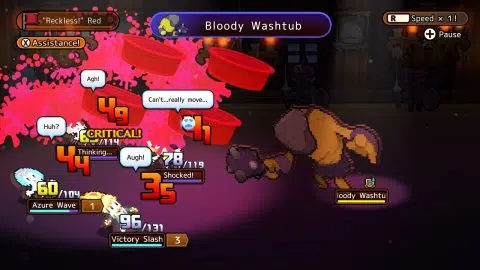 "Reckless!" Red
Bloody Washtub
R Speed × 1!
X Assistance!
+ Pause
Agh!
Can't...really move...
49
Huh?
CRITICAL!
/114
Thinking...
44
Augh!
78/119
Shocked!
35
60/104
Azure Wave 1
96/131
Victory Slash 3
loody Washtu